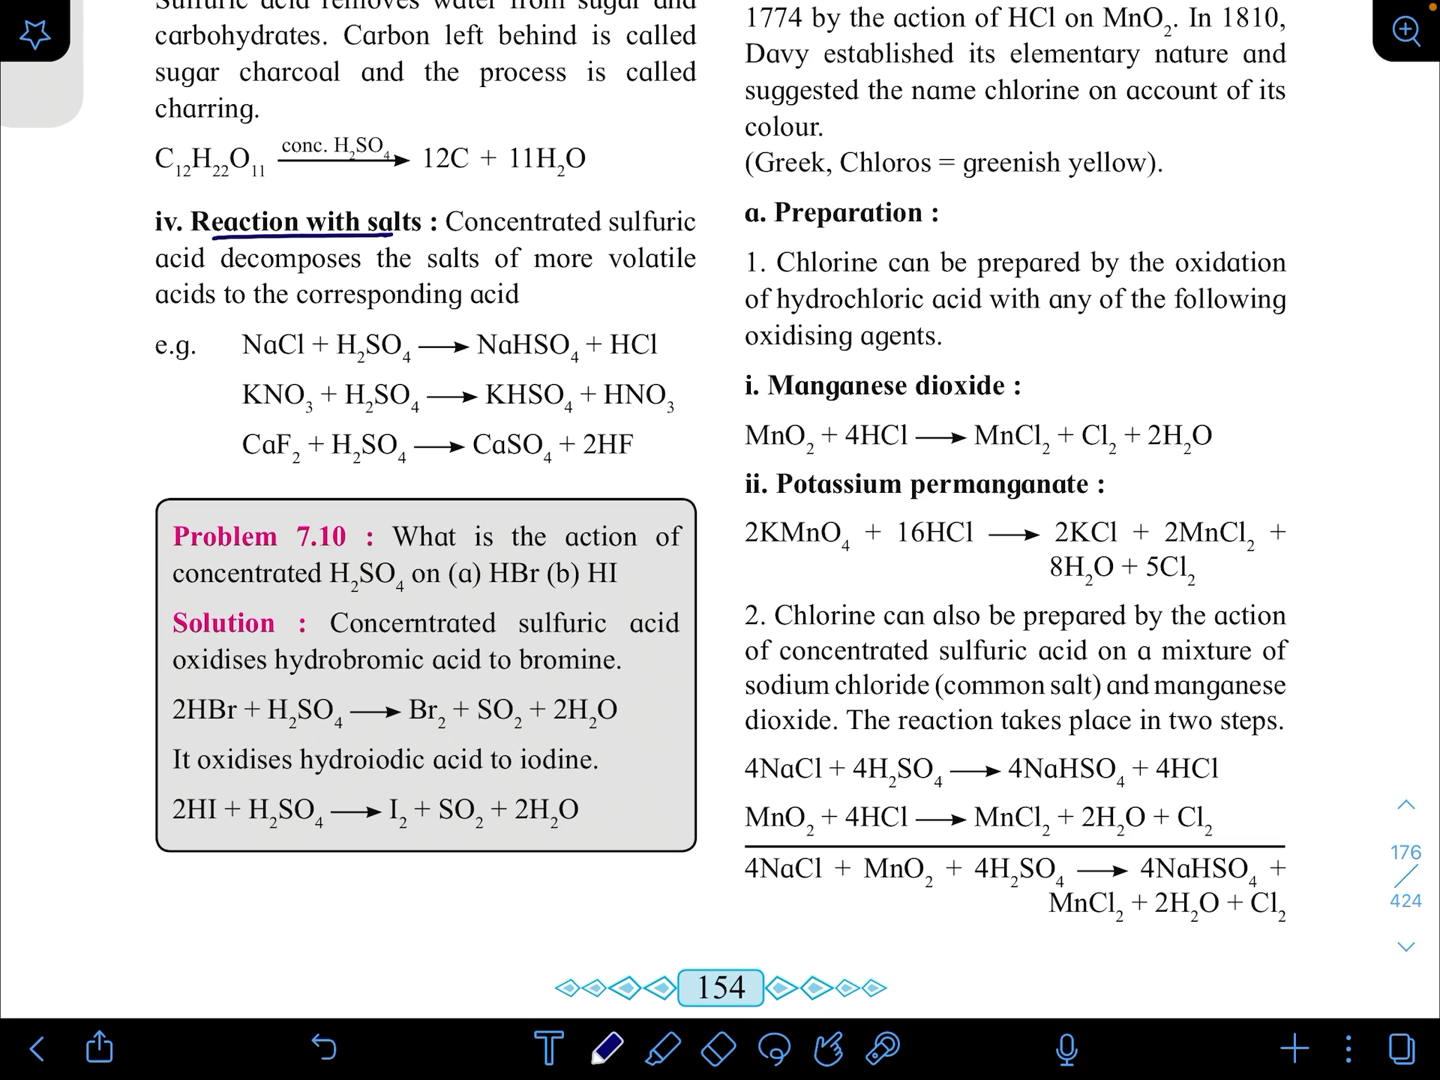 Sulfuric acid removes water from sugar and
carbohydrates. Carbon left behind is called
sugar charcoal and the process is called
charring.
C₁₂H₂₂O₁₁ conc. H₂SO₄⟶ 12C + 11H₂O
iv. Reaction with salts : Concentrated sulfuric
acid decomposes the salts of more volatile
acids to the corresponding acid
e.g. NaCl + H₂SO₄ ⟶ NaHSO₄ + HCl
KNO₃ + H₂SO₄ ⟶ KHSO₄ + HNO₃
CaF₂ + H₂SO₄ ⟶ CaSO₄ + 2HF
Problem 7.10 : What is the action of
concentrated H₂SO₄ on (a) HBr (b) HI
Solution : Concerntrated sulfuric acid
oxidises hydrobromic acid to bromine.
2HBr + H₂SO₄ ⟶ Br₂ + SO₂ + 2H₂O
It oxidises hydroiodic acid to iodine.
2HI + H₂SO₄ ⟶ I₂ + SO₂ + 2H₂O
1774 by the action of HCl on MnO₂. In 1810,
Davy established its elementary nature and
suggested the name chlorine on account of its
colour.
(Greek, Chloros = greenish yellow).
a. Preparation :
1. Chlorine can be prepared by the oxidation
of hydrochloric acid with any of the following
oxidising agents.
i. Manganese dioxide :
MnO₂ + 4HCl ⟶ MnCl₂ + Cl₂ + 2H₂O
ii. Potassium permanganate :
2KMnO₄ + 16HCl ⟶ 2KCl + 2MnCl₂ +
8H₂O + 5Cl₂
2. Chlorine can also be prepared by the action
of concentrated sulfuric acid on a mixture of
sodium chloride (common salt) and manganese
dioxide. The reaction takes place in two steps.
4NaCl + 4H₂SO₄ ⟶ 4NaHSO₄ + 4HCl
MnO₂ + 4HCl ⟶ MnCl₂ + 2H₂O + Cl₂
4NaCl + MnO₂ + 4H₂SO₄ ⟶ 4NaHSO₄ +
MnCl₂ + 2H₂O + Cl₂
176
424
154
T